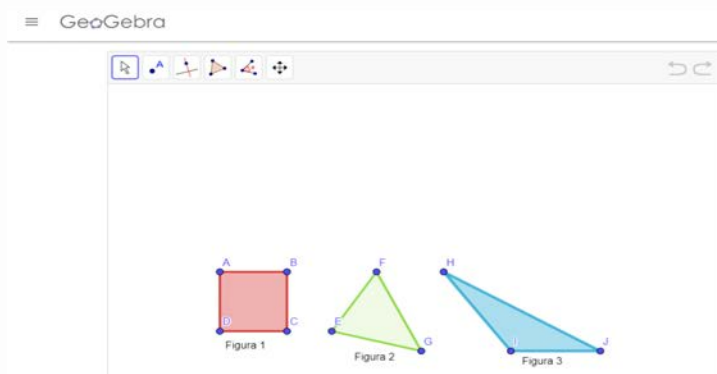 GeoGebra
A
A B F H
D C E G I J
Figura 1 Figura 2 Figura 3